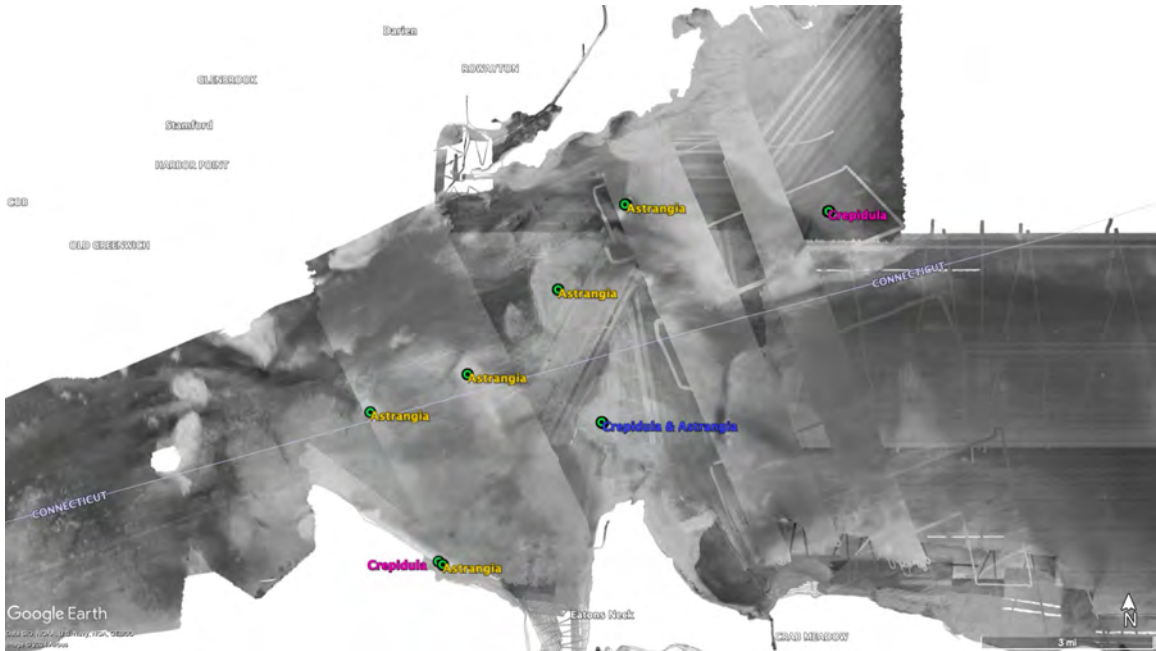 Darien
ROWAYTON
GLENBROOK
Stamford
HARBOR POINT
COB
OLD GREENWICH
Astrangia
Crepidula
CONNECTICUT
Astrangia
Astrangia
Astrangia
Crepidula & Astrangia
CONNECTICUT
Crepidula
Astrangia
Google Earth
Eatons Neck
CRAB MEADOW
N
3 mi